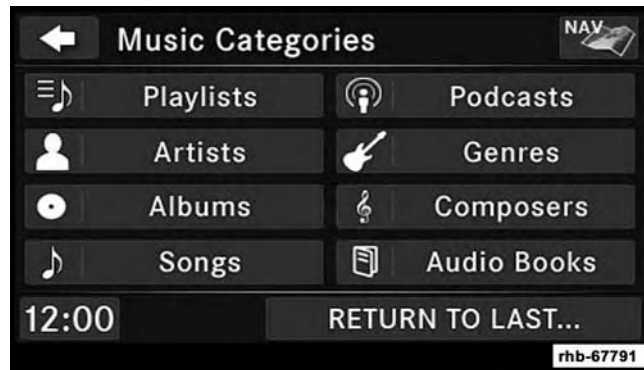 Music Categories
NAV
Playlists
Podcasts
Artists
Genres
Albums
Composers
Songs
Audio Books
12:00
RETURN TO LAST...
rhb-67791